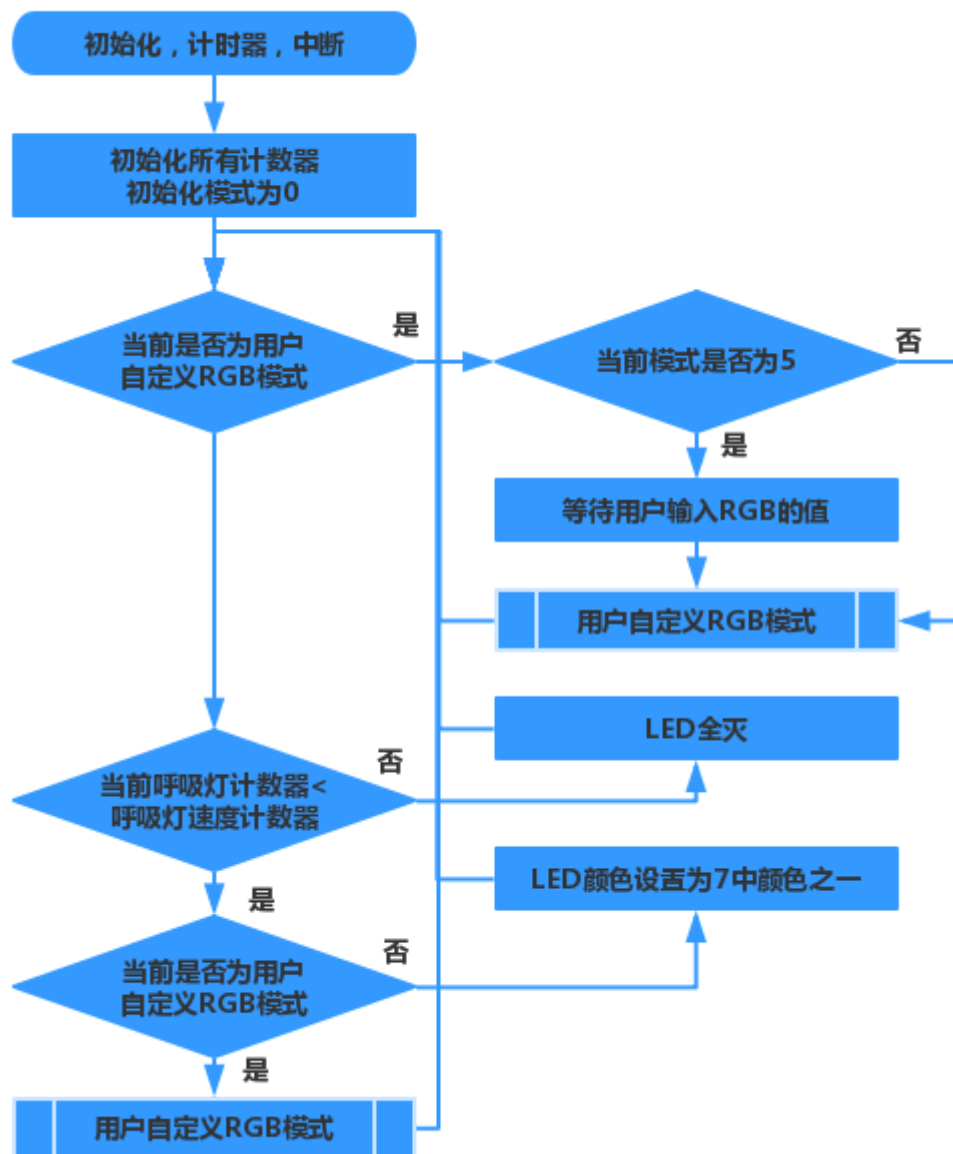 初始化，计时器，中断
初始化所有计数器
初始化模式为0
当前是否为用户
自定义RGB模式
是
当前模式是否为5
否
是
等待用户输入RGB的值
用户自定义RGB模式
LED全灭
当前呼吸灯计数器<
呼吸灯速度计数器
否
是
LED颜色设置为7中颜色之一
当前是否为用户
自定义RGB模式
否
是
用户自定义RGB模式